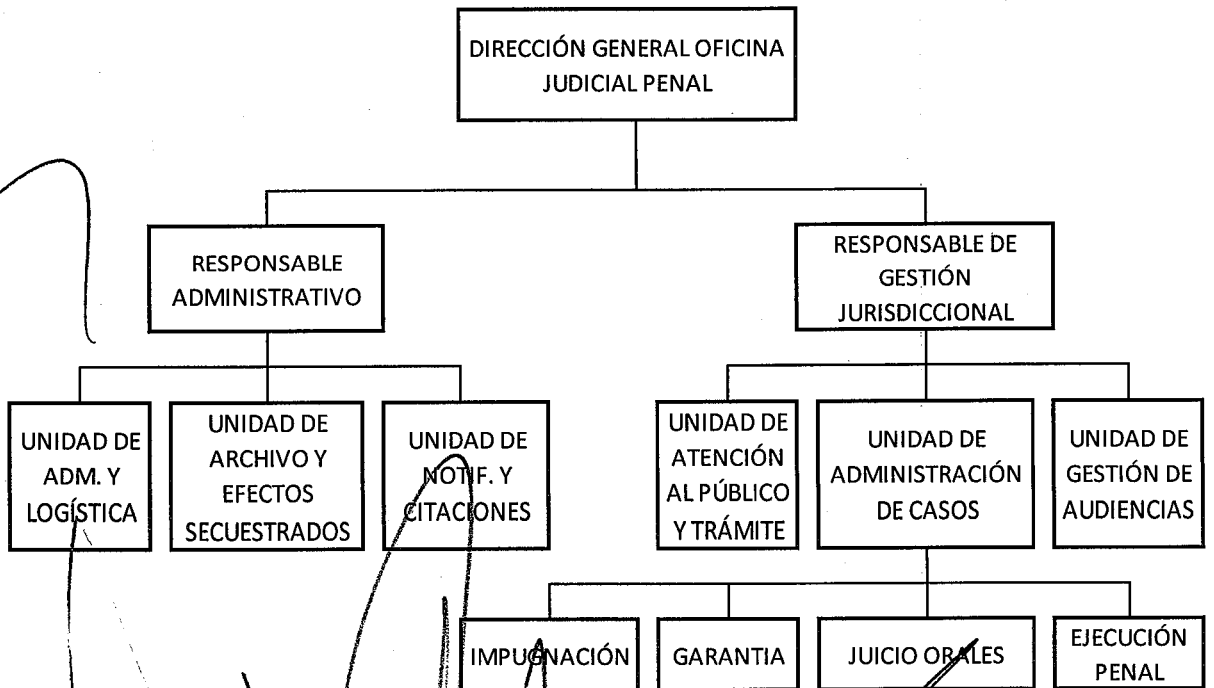 DIRECCIÓN GENERAL OFICINA
JUDICIAL PENAL
RESPONSABLE
ADMINISTRATIVO
RESPONSABLE DE
GESTIÓN
JURISDICCIONAL
UNIDAD DE
ADM. Y
LOGÍSTICA
UNIDAD DE
ARCHIVO Y
EFECTOS
SECUESTRADOS
UNIDAD DE
NOTIF. Y
CITACIONES
UNIDAD DE
ATENCIÓN
AL PÚBLICO
Y TRÁMITE
UNIDAD DE
ADMINISTRACIÓN
DE CASOS
UNIDAD DE
GESTIÓN DE
AUDIENCIAS
IMPUGNACIÓN
GARANTIA
JUICIO ORALES
EJECUCIÓN
PENAL